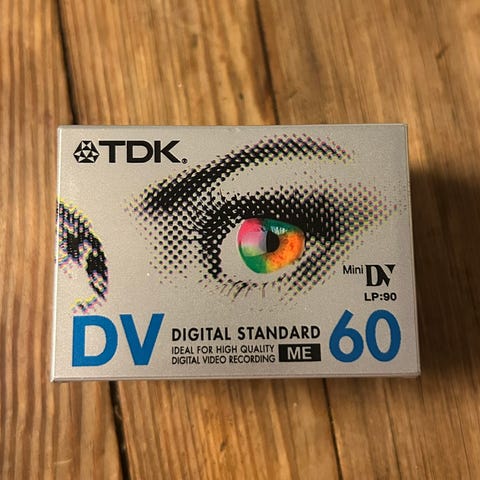 TDK®
Mini DV
LP:90
DV DIGITAL STANDARD 60
IDEAL FOR HIGH QUALITY
DIGITAL VIDEO RECORDING ME